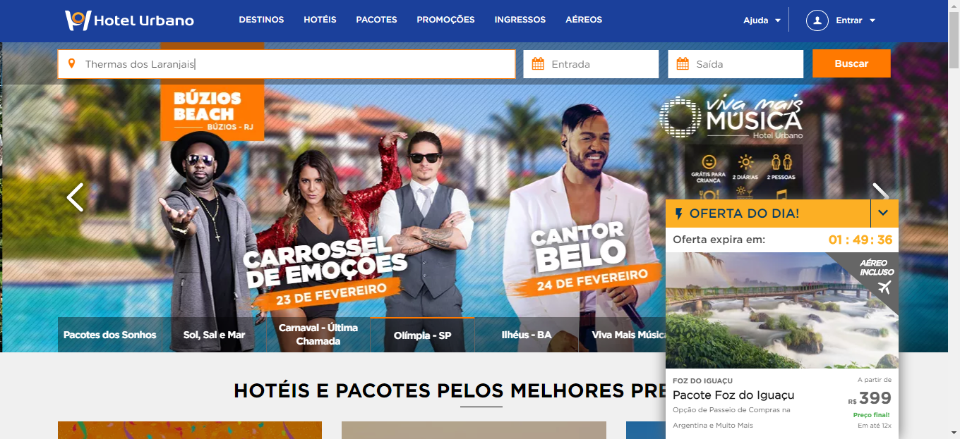 Hotel Urbano
DESTINOS HOTÉIS PACOTES PROMOÇÕES INGRESSOS AÉREOS
Ajuda Entrar
Thermas dos Laranjais
Entrada
Saída
Buscar
BÚZIOS
BEACH
BÚZIOS - RJ
viva mais
MÚSICA
Hotel Urbano
GRÁTIS PARA
CRIANÇA
2 DIÁRIAS
2 PESSOAS
CARROSSEL
DE EMOÇÕES
23 DE FEVEREIRO
CANTOR
BELO
24 DE FEVEREIRO
OFERTA DO DIA!
Oferta expira em: 01 : 49 : 36
AÉREO
INCLUSO
Pacotes dos Sonhos
Sol, Sal e Mar
Carnaval - Última
Chamada
Olímpia - SP
Ilhéus - BA
Viva Mais Músic
HOTÉIS E PACOTES PELOS MELHORES PRE
FOZ DO IGUAÇU
Pacote Foz do Iguaçu
Opção de Passeio de Compras na
Argentina e Muito Mais
A partir de
R$ 399
Preço final!
Em até 12x